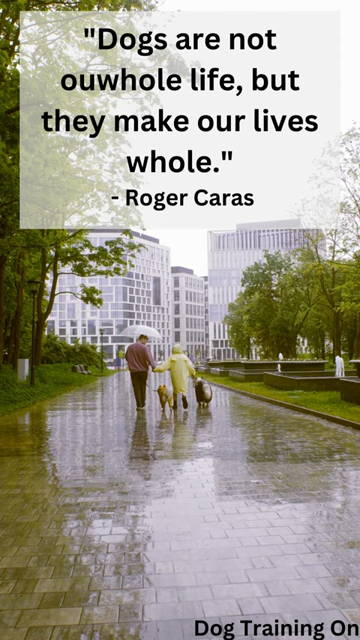 "Dogs are not
ouwhole life, but
they make our lives
whole."
- Roger Caras
Dog Training On